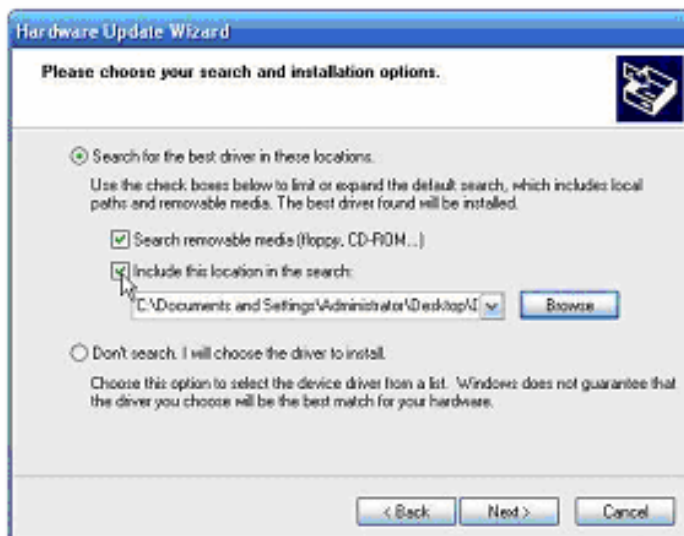 Hardware Update Wizard
Please choose your search and installation options.
Search for the best driver in these locations.
Use the check boxes below to limit or expand the default search, which includes local
paths and removable media. The best driver found will be installed.
Search removable media (floppy, CD-ROM...)
Include this location in the search:
C:\Documents and Settings\Administrator\Desktop\
Browse
Don't search. I will choose the driver to install.
Choose this option to select the device driver from a list. Windows does not guarantee that
the driver you choose will be the best match for your hardware.
< Back
Next >
Cancel